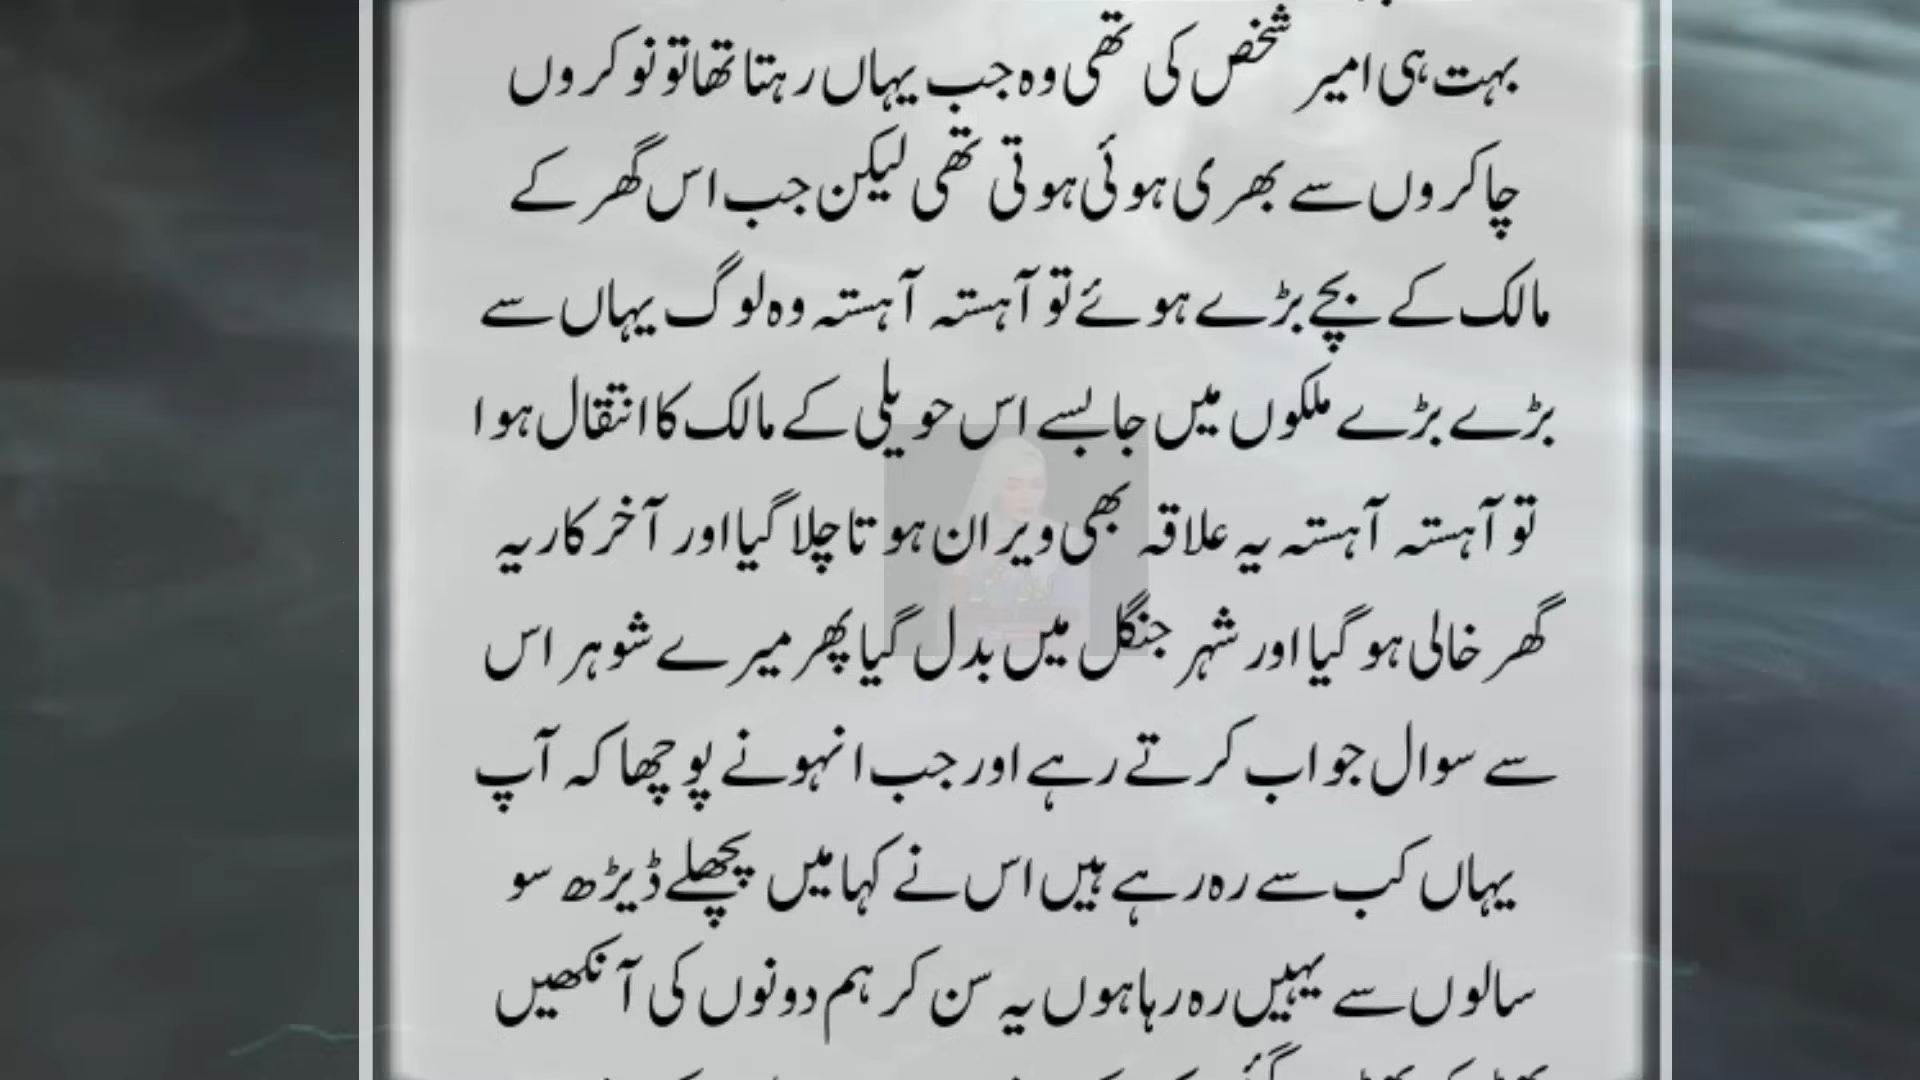 بہت ہی امیر شخص کی تھی وہ جب یہاں رہتا تھا تو نوکروں
چاکروں سے بھری ہوئی ہوتی تھی لیکن جب اس گھر کے
مالک کے بچے بڑے ہوئے تو آہستہ آہستہ وہ لوگ یہاں سے
بڑے بڑے ملکوں میں جا بسے اس حویلی کے مالک کا انتقال ہوا
تو آہستہ آہستہ یہ علاقہ بھی ویران ہوتا چلا گیا اور آخر کار یہ
گھر خالی ہو گیا اور شہر جنگل میں بدل گیا پھر میرے شوہر اس
سے سوال جواب کرتے رہے اور جب انہونے پوچھا کہ آپ
یہاں کب سے رہ رہے ہیں اس نے کہا میں پچھلے ڈیڑھ سو
سالوں سے یہیں رہ رہا ہوں یہ سن کر ہم دونوں کی آنکھیں